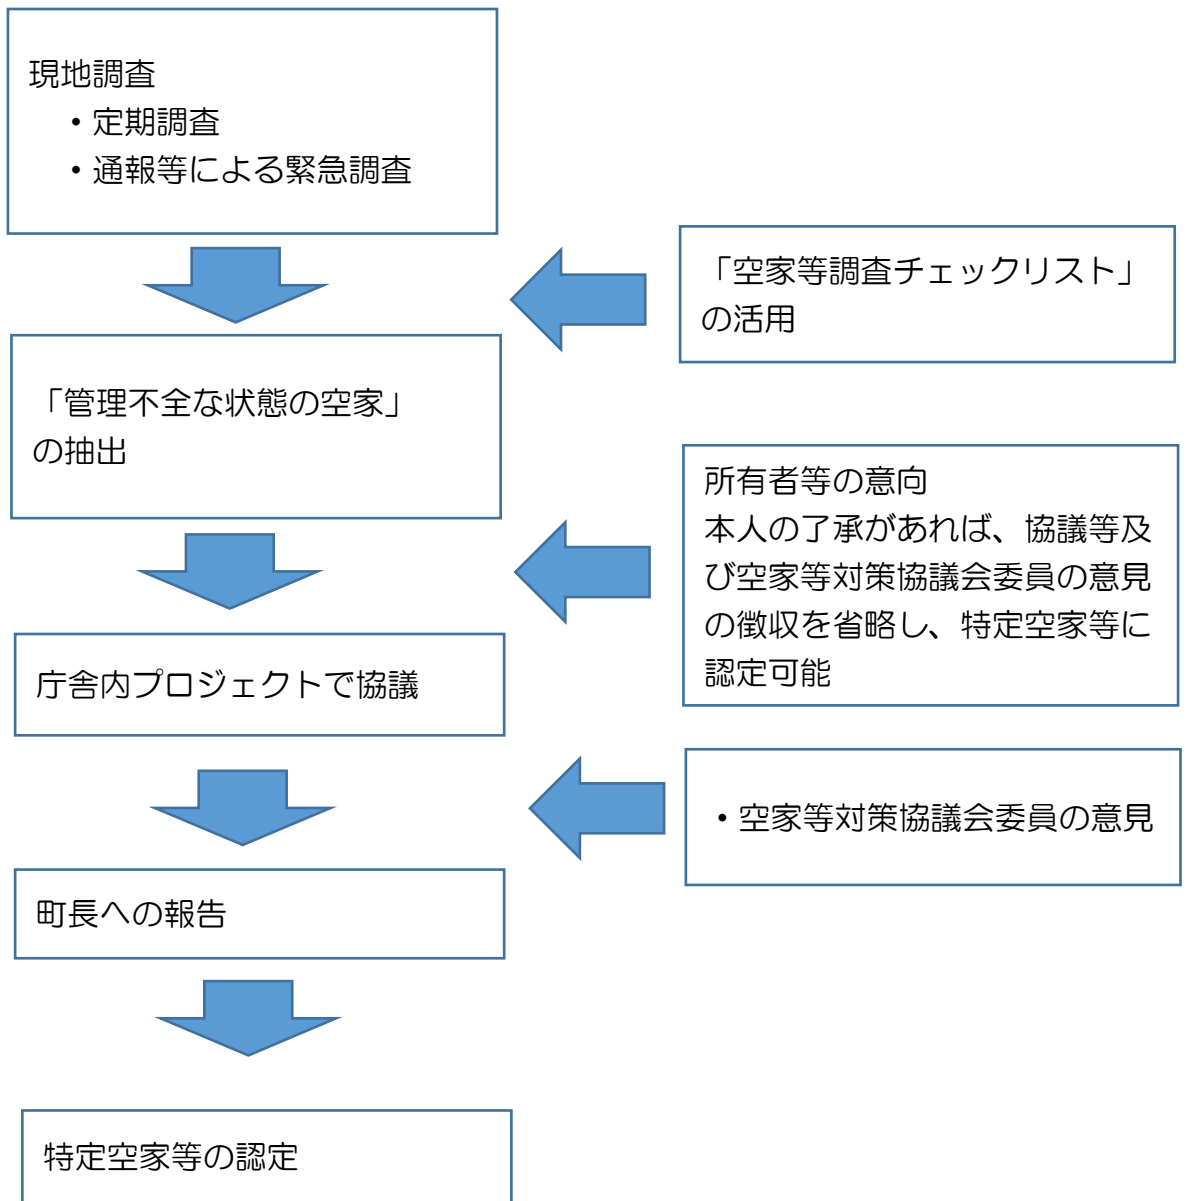 現地調査
・定期調査
・通報等による緊急調査
「空家等調査チェックリスト」
の活用
「管理不全な状態の空家」
の抽出
所有者等の意向
本人の了承があれば、協議等及
び空家等対策協議会委員の意見
の徴収を省略し、特定空家等に
認定可能
庁舎内プロジェクトで協議
・空家等対策協議会委員の意見
町長への報告
特定空家等の認定